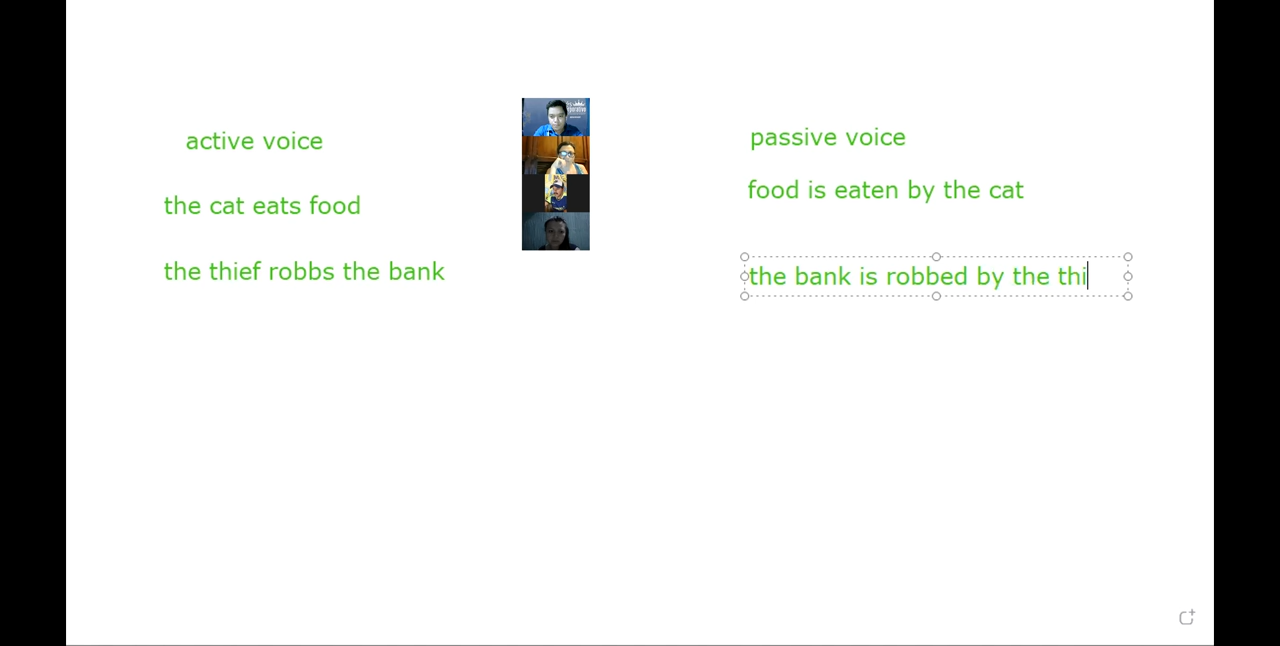 active voice
the cat eats food
the thief robbs the bank
passive voice
food is eaten by the cat
the bank is robbed by the thi